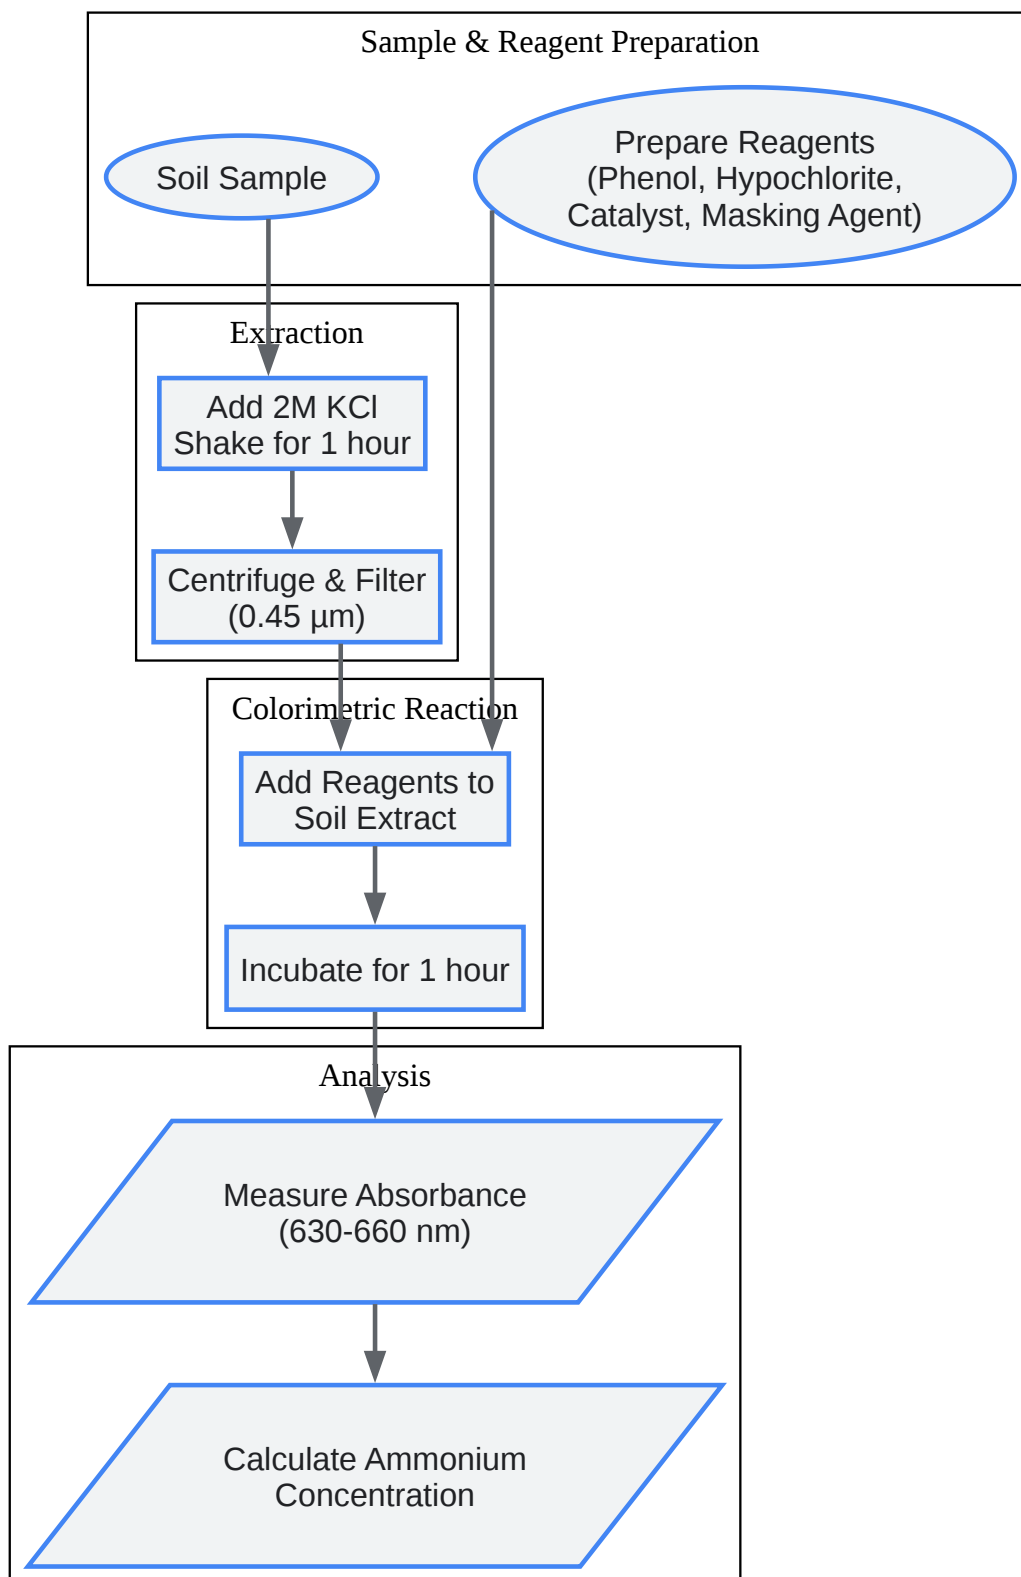 Sample & Reagent Preparation
Soil Sample
Prepare Reagents
(Phenol, Hypochlorite,
Catalyst, Masking Agent)
Extraction
Add 2M KCl
Shake for 1 hour
Centrifuge & Filter
(0.45 µm)
Colorimetric Reaction
Add Reagents to
Soil Extract
Incubate for 1 hour
Analysis
Measure Absorbance
(630-660 nm)
Calculate Ammonium
Concentration